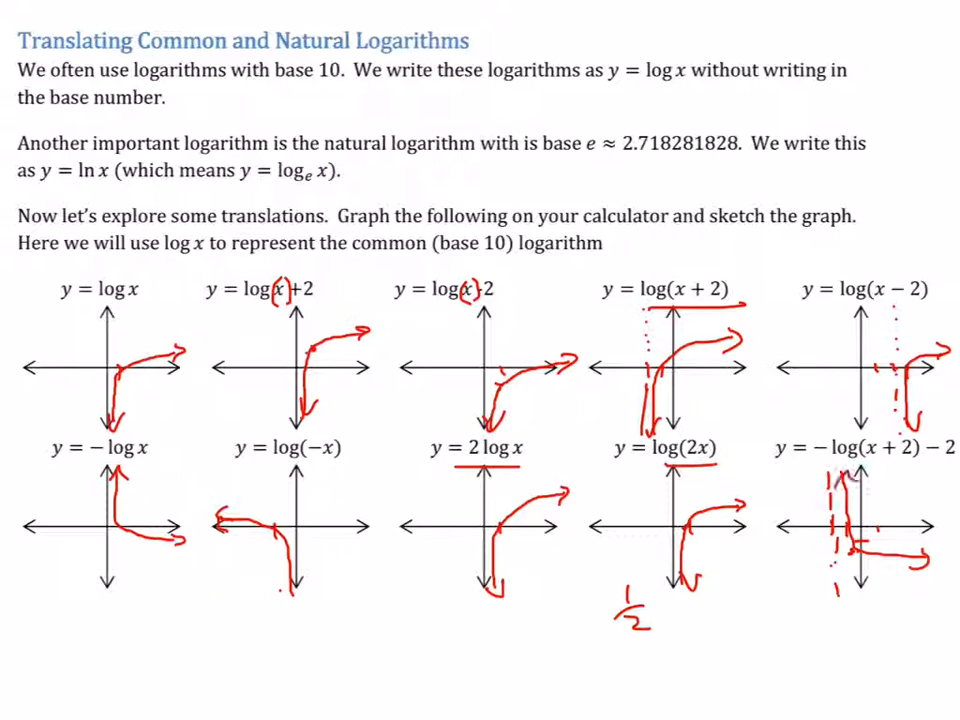 Translating Common and Natural Logarithms
We often use logarithms with base 10. We write these logarithms as y = log x without writing in
the base number.
Another important logarithm is the natural logarithm with is base e ≈ 2.718281828. We write this
as y = ln x (which means y = logₑ x).
Now let's explore some translations. Graph the following on your calculator and sketch the graph.
Here we will use log x to represent the common (base 10) logarithm
y = log x y = log(x)+2 y = log(x)-2 y = log(x + 2) y = log(x − 2)
y = − log x y = log(−x) y = 2 log x y = log(2x) y = − log(x + 2) − 2
1/2